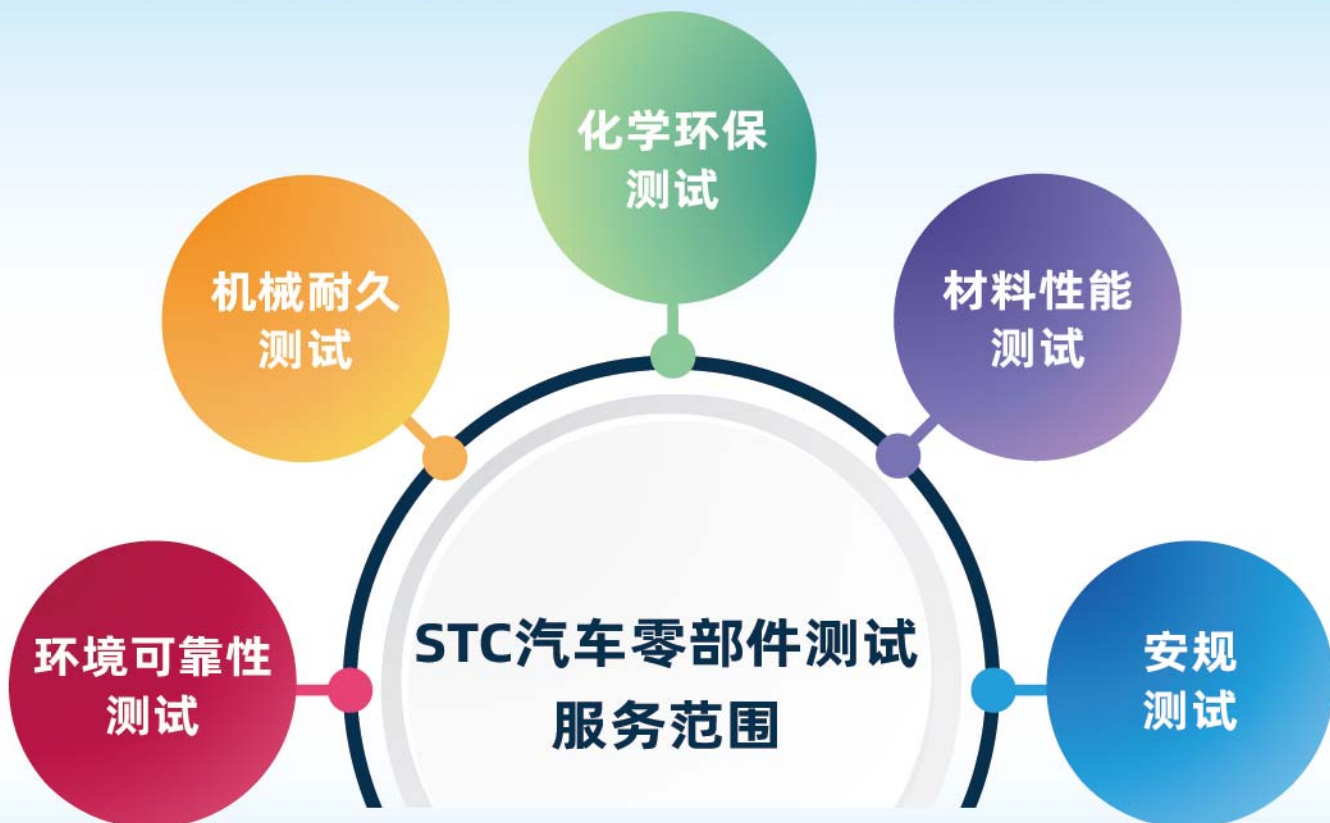 化学环保
测试
机械耐久
测试
材料性能
测试
环境可靠性
测试
STC汽车零部件测试
服务范围
安规
测试